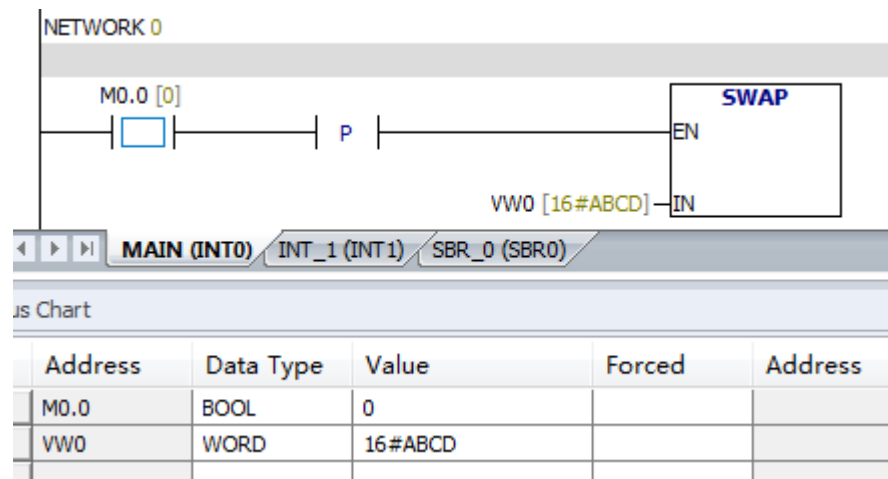 NETWORK 0
M0.0 [0]
SWAP
P
EN
VW0 [16#ABCD]
IN
MAIN (INT0) INT_1 (INT1) SBR_0 (SBR0)
us Chart
Address Data Type Value Forced Address
M0.0 BOOL 0
VW0 WORD 16#ABCD